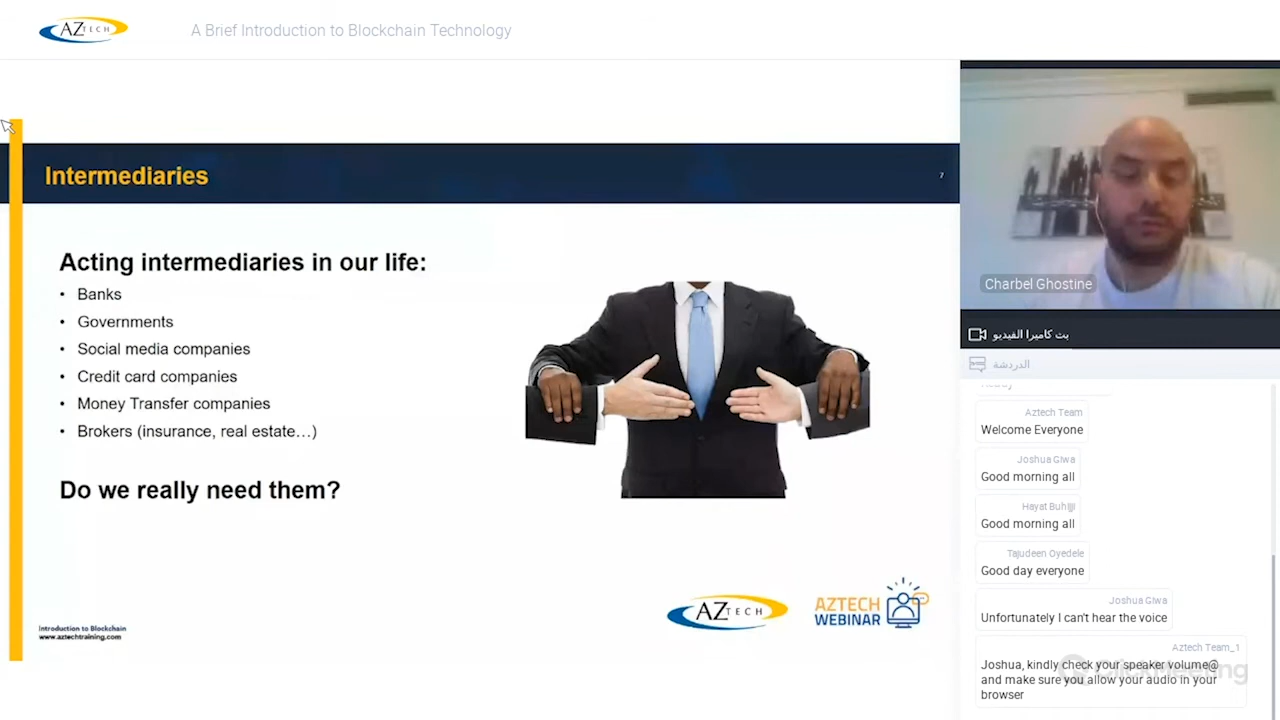 AZTECH
A Brief Introduction to Blockchain Technology
Intermediaries
7
Acting intermediaries in our life:
• Banks
• Governments
• Social media companies
• Credit card companies
• Money Transfer companies
• Brokers (insurance, real estate…)
Do we really need them?
Introduction to Blockchain
www.aztechtraining.com
AZTECH
AZTECH
WEBINAR
Charbel Ghostine
بث كاميرا الفيديو
الدردشة
Ready
Aztech Team
Welcome Everyone
Joshua Giwa
Good morning all
Hayat Buhijji
Good morning all
Tajudeen Oyedele
Good day everyone
Joshua Giwa
Unfortunately I can't hear the voice
Aztech Team_1
Joshua, kindly check your speaker volume@
and make sure you allow your audio in your
browser
ClickMeeting